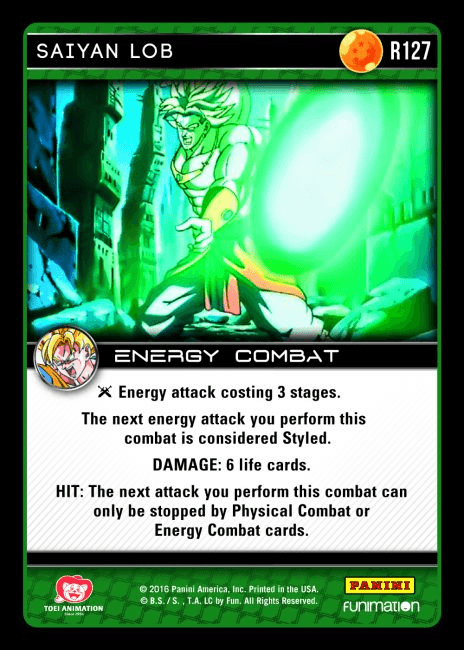 SAIYAN LOB
R127
ENERGY COMBAT
Energy attack costing 3 stages.
The next energy attack you perform this
combat is considered Styled.
DAMAGE: 6 life cards.
HIT: The next attack you perform this combat can
only be stopped by Physical Combat or
Energy Combat cards.
TOEI ANIMATION
Since 1956
© 2016 Panini America, Inc. Printed in the USA.
© B.S. / S. , T.A. LC by Fun. All Rights Reserved.
PANINI
FUNIMATION